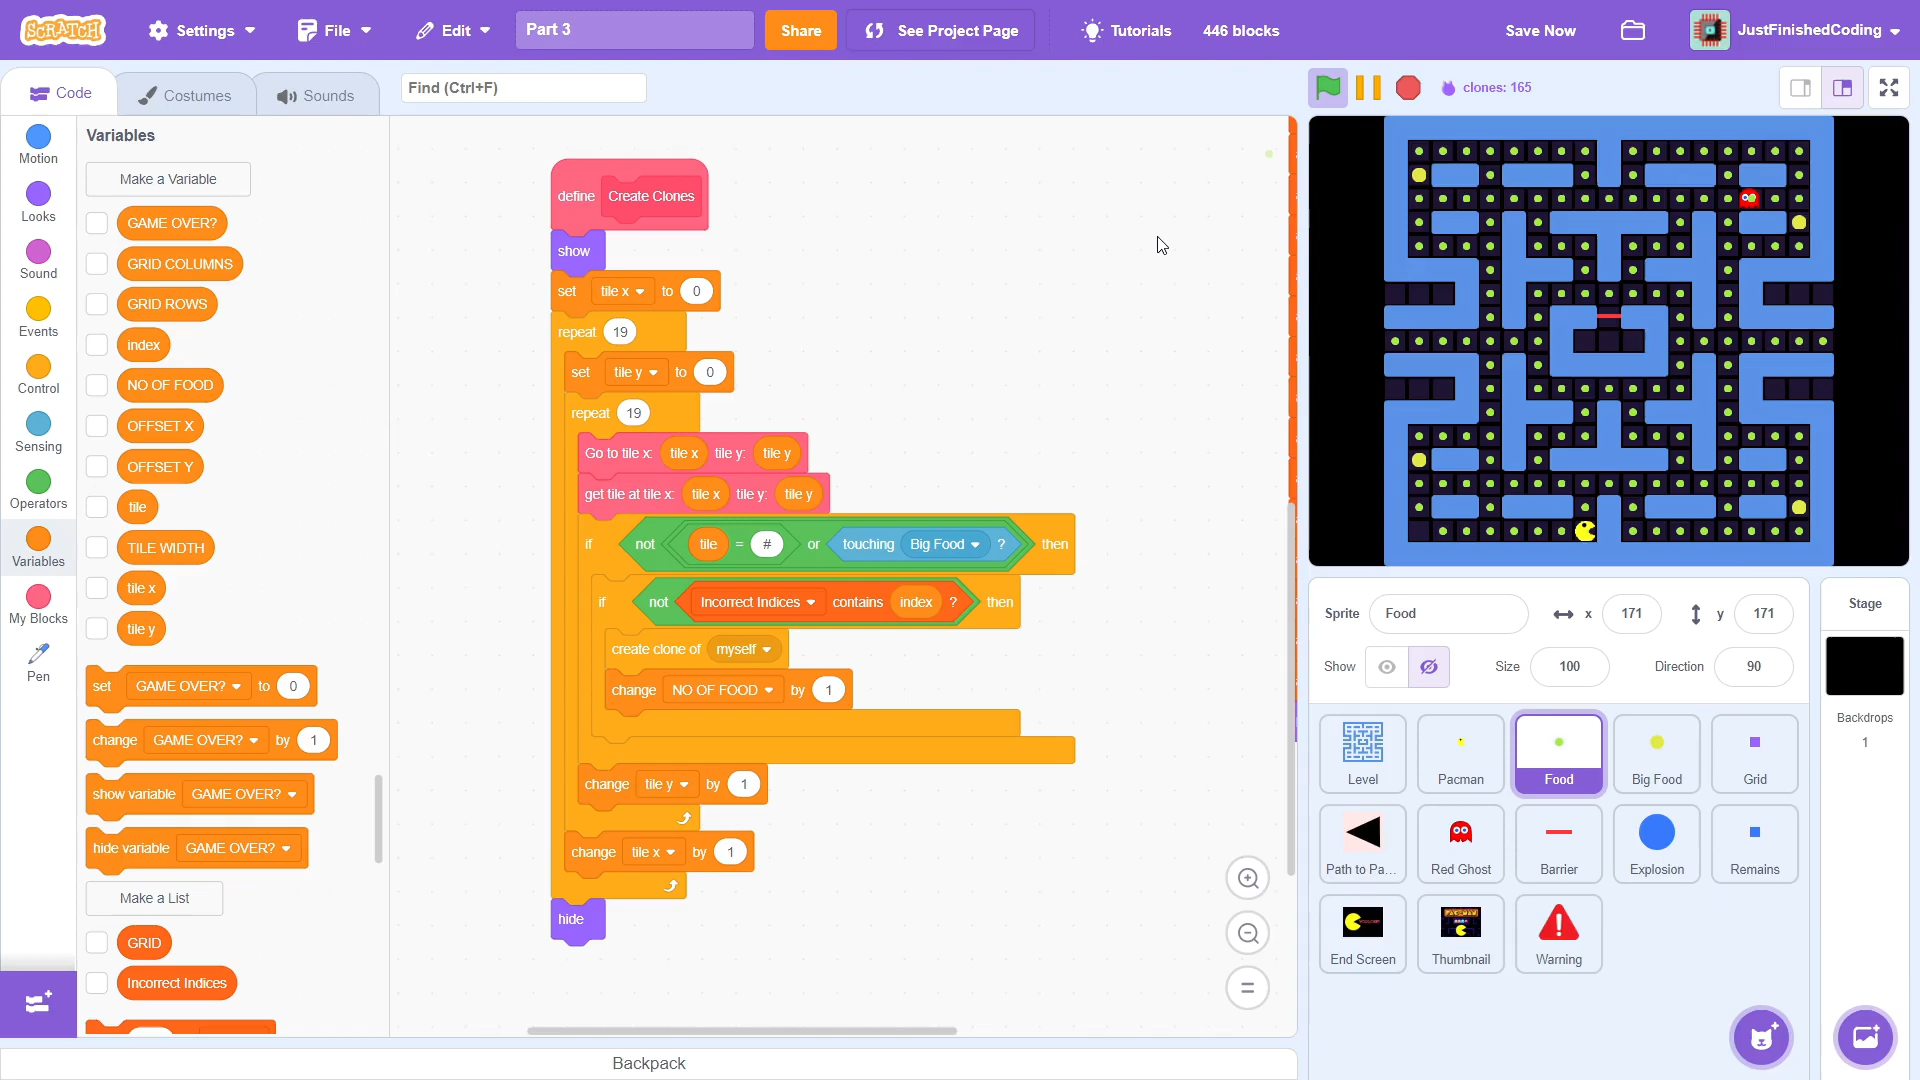 SCRATCH
Settings
File
Edit
Part 3
Share
See Project Page
Tutorials
446 blocks
Save Now
JustFinishedCoding
Code
Costumes
Sounds
Find (Ctrl+F)
clones: 165
Motion
Looks
Sound
Events
Control
Sensing
Operators
Variables
My Blocks
Pen
Variables
Make a Variable
GAME OVER?
GRID COLUMNS
GRID ROWS
index
NO OF FOOD
OFFSET X
OFFSET Y
tile
TILE WIDTH
tile x
tile y
set GAME OVER? to 0
change GAME OVER? by 1
show variable GAME OVER?
hide variable GAME OVER?
Make a List
GRID
Incorrect Indices
define Create Clones
show
set tile x to 0
repeat 19
set tile y to 0
repeat 19
Go to tile x: tile x tile y: tile y
get tile at tile x: tile x tile y: tile y
if not tile = # or touching Big Food ? then
if not Incorrect Indices contains index ? then
create clone of myself
change NO OF FOOD by 1
change tile y by 1
change tile x by 1
hide
Backpack
Sprite Food x 171 y 171
Show Size 100 Direction 90
Level
Pacman
Food
Big Food
Grid
Path to Pa...
Red Ghost
Barrier
Explosion
Remains
End Screen
Thumbnail
Warning
Stage
Backdrops
1